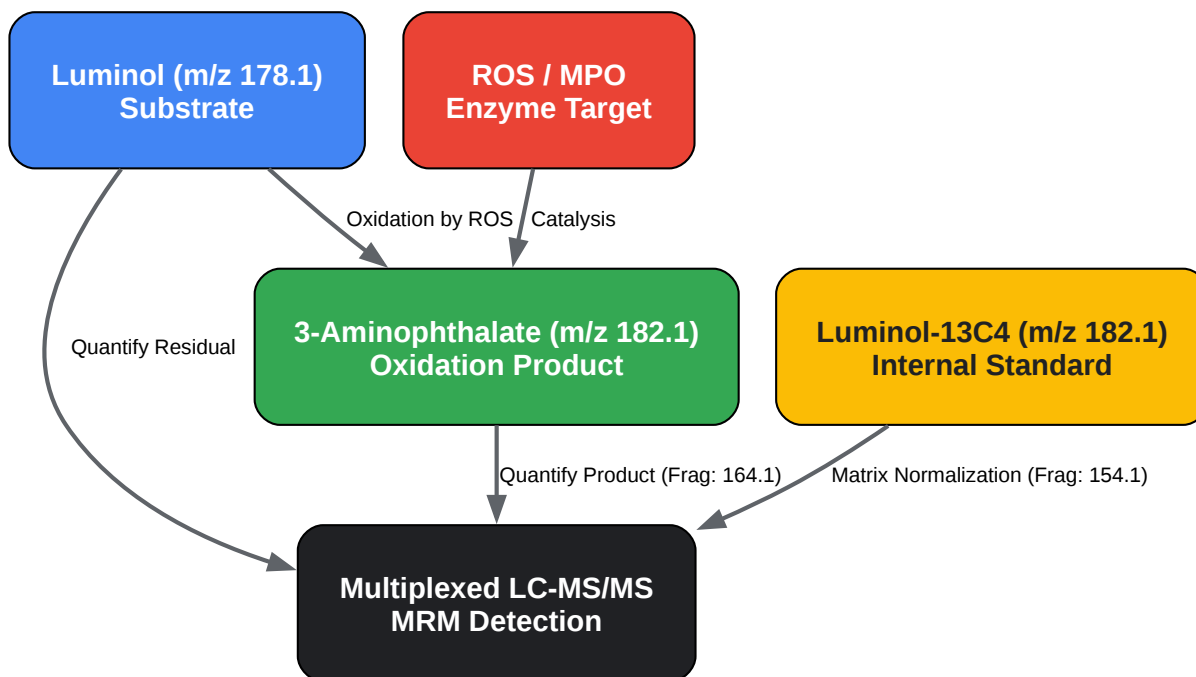 Luminol (m/z 178.1)
Substrate
ROS / MPO
Enzyme Target
Oxidation by ROS
Catalysis
3-Aminophthalate (m/z 182.1)
Oxidation Product
Luminol-13C4 (m/z 182.1)
Internal Standard
Quantify Residual
Quantify Product (Frag: 164.1)
Matrix Normalization (Frag: 154.1)
Multiplexed LC-MS/MS
MRM Detection